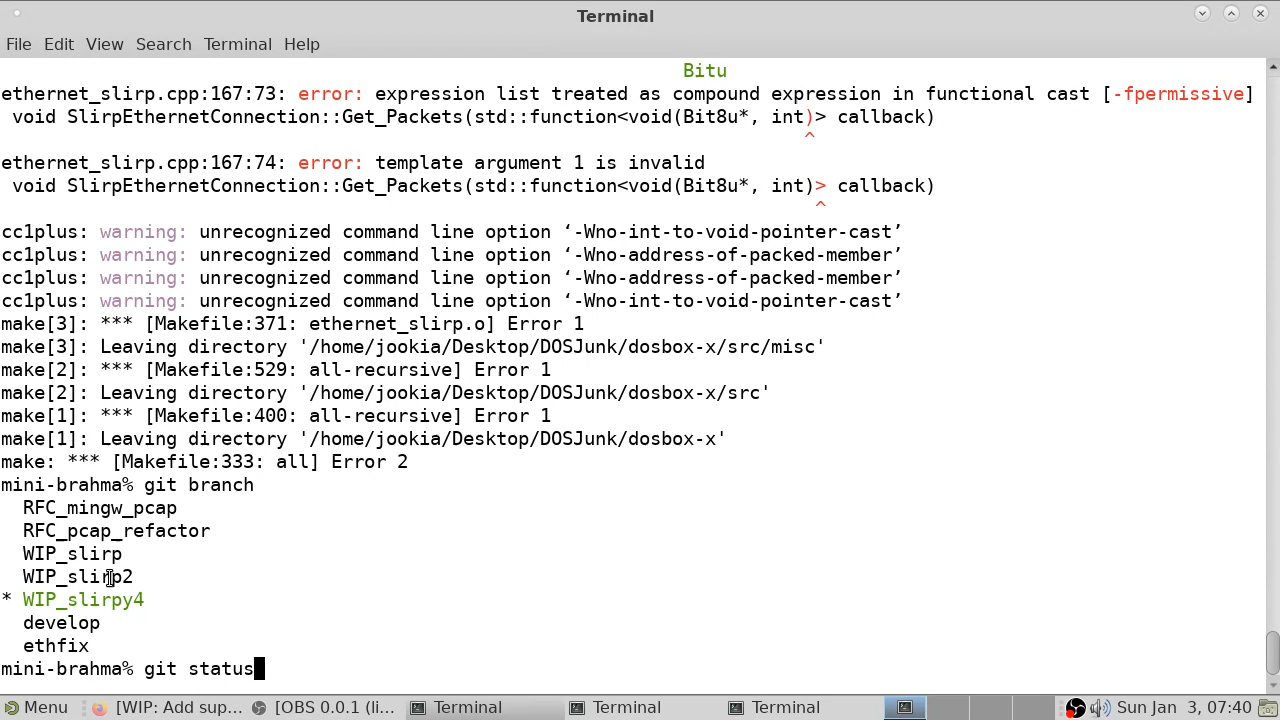 Terminal
File Edit View Search Terminal Help
Bitu
ethernet_slirp.cpp:167:73: error: expression list treated as compound expression in functional cast [-fpermissive]
void SlirpEthernetConnection::Get_Packets(std::function<void(Bit8u*, int)> callback)
^
ethernet_slirp.cpp:167:74: error: template argument 1 is invalid
void SlirpEthernetConnection::Get_Packets(std::function<void(Bit8u*, int)> callback)
^
cc1plus: warning: unrecognized command line option ‘-Wno-int-to-void-pointer-cast’
cc1plus: warning: unrecognized command line option ‘-Wno-address-of-packed-member’
cc1plus: warning: unrecognized command line option ‘-Wno-address-of-packed-member’
cc1plus: warning: unrecognized command line option ‘-Wno-int-to-void-pointer-cast’
make[3]: *** [Makefile:371: ethernet_slirp.o] Error 1
make[3]: Leaving directory '/home/jookia/Desktop/DOSJunk/dosbox-x/src/misc'
make[2]: *** [Makefile:529: all-recursive] Error 1
make[2]: Leaving directory '/home/jookia/Desktop/DOSJunk/dosbox-x/src'
make[1]: *** [Makefile:400: all-recursive] Error 1
make[1]: Leaving directory '/home/jookia/Desktop/DOSJunk/dosbox-x'
make: *** [Makefile:333: all] Error 2
mini-brahma% git branch
RFC_mingw_pcap
RFC_pcap_refactor
WIP_slirp
WIP_slirp2
* WIP_slirpy4
develop
ethfix
mini-brahma% git status
Menu [WIP: Add sup... [OBS 0.0.1 (li... Terminal Terminal Terminal Sun Jan 3, 07:40